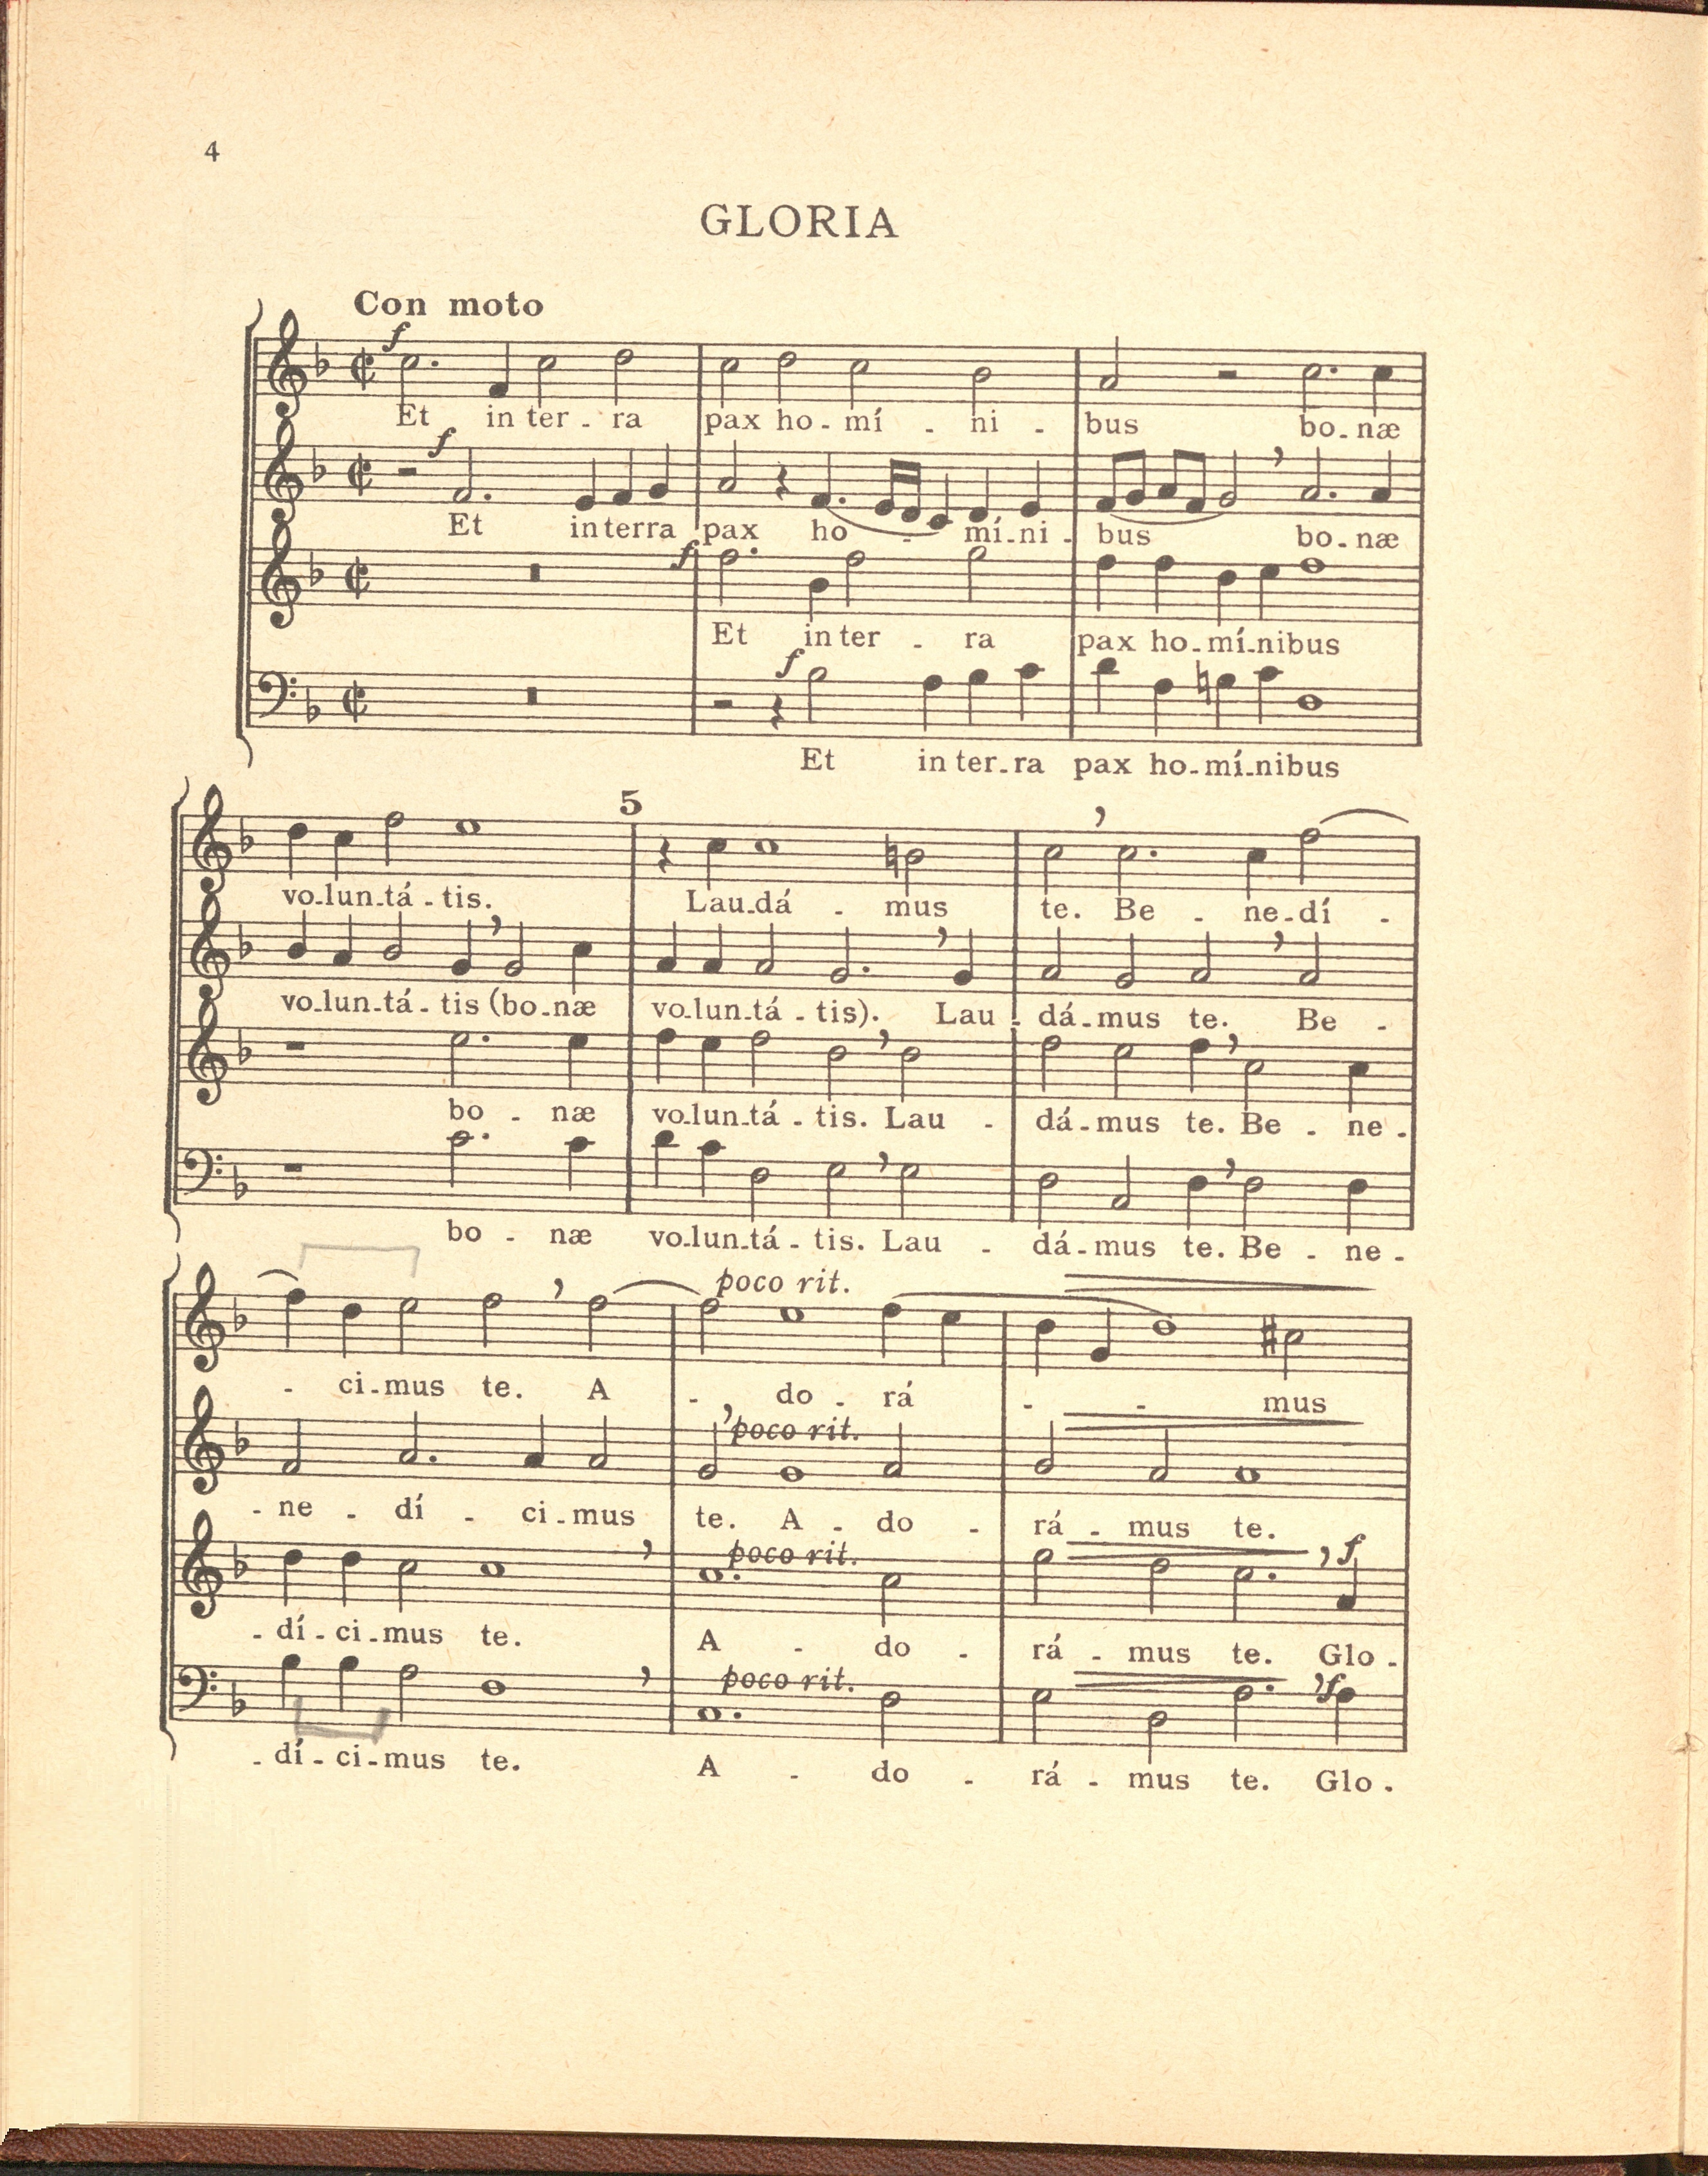 4
GLORIA
Con moto
f
Et in ter - ra pax ho - mí - ni - bus bo - næ
f
Et in terra pax ho - mí - ni - bus bo - næ
f
Et in ter - ra pax ho - mí - nibus
f
Et in ter - ra pax ho - mí - nibus
5
vo - lun - tá - tis. Lau - dá - mus te. Be - ne - dí -
vo - lun - tá - tis (bo - næ vo - lun - tá - tis). Lau - dá - mus te. Be -
bo - næ vo - lun - tá - tis. Lau - dá - mus te. Be - ne -
bo - næ vo - lun - tá - tis. Lau - dá - mus te. Be - ne -
poco rit.
- ci - mus te. A - do - rá - - mus
poco rit.
- ne - dí - ci - mus te. A - do - rá - mus te.
poco rit. f
- dí - ci - mus te. A - do - rá - mus te. Glo -
poco rit. f
- dí - ci - mus te. A - do - rá - mus te. Glo -